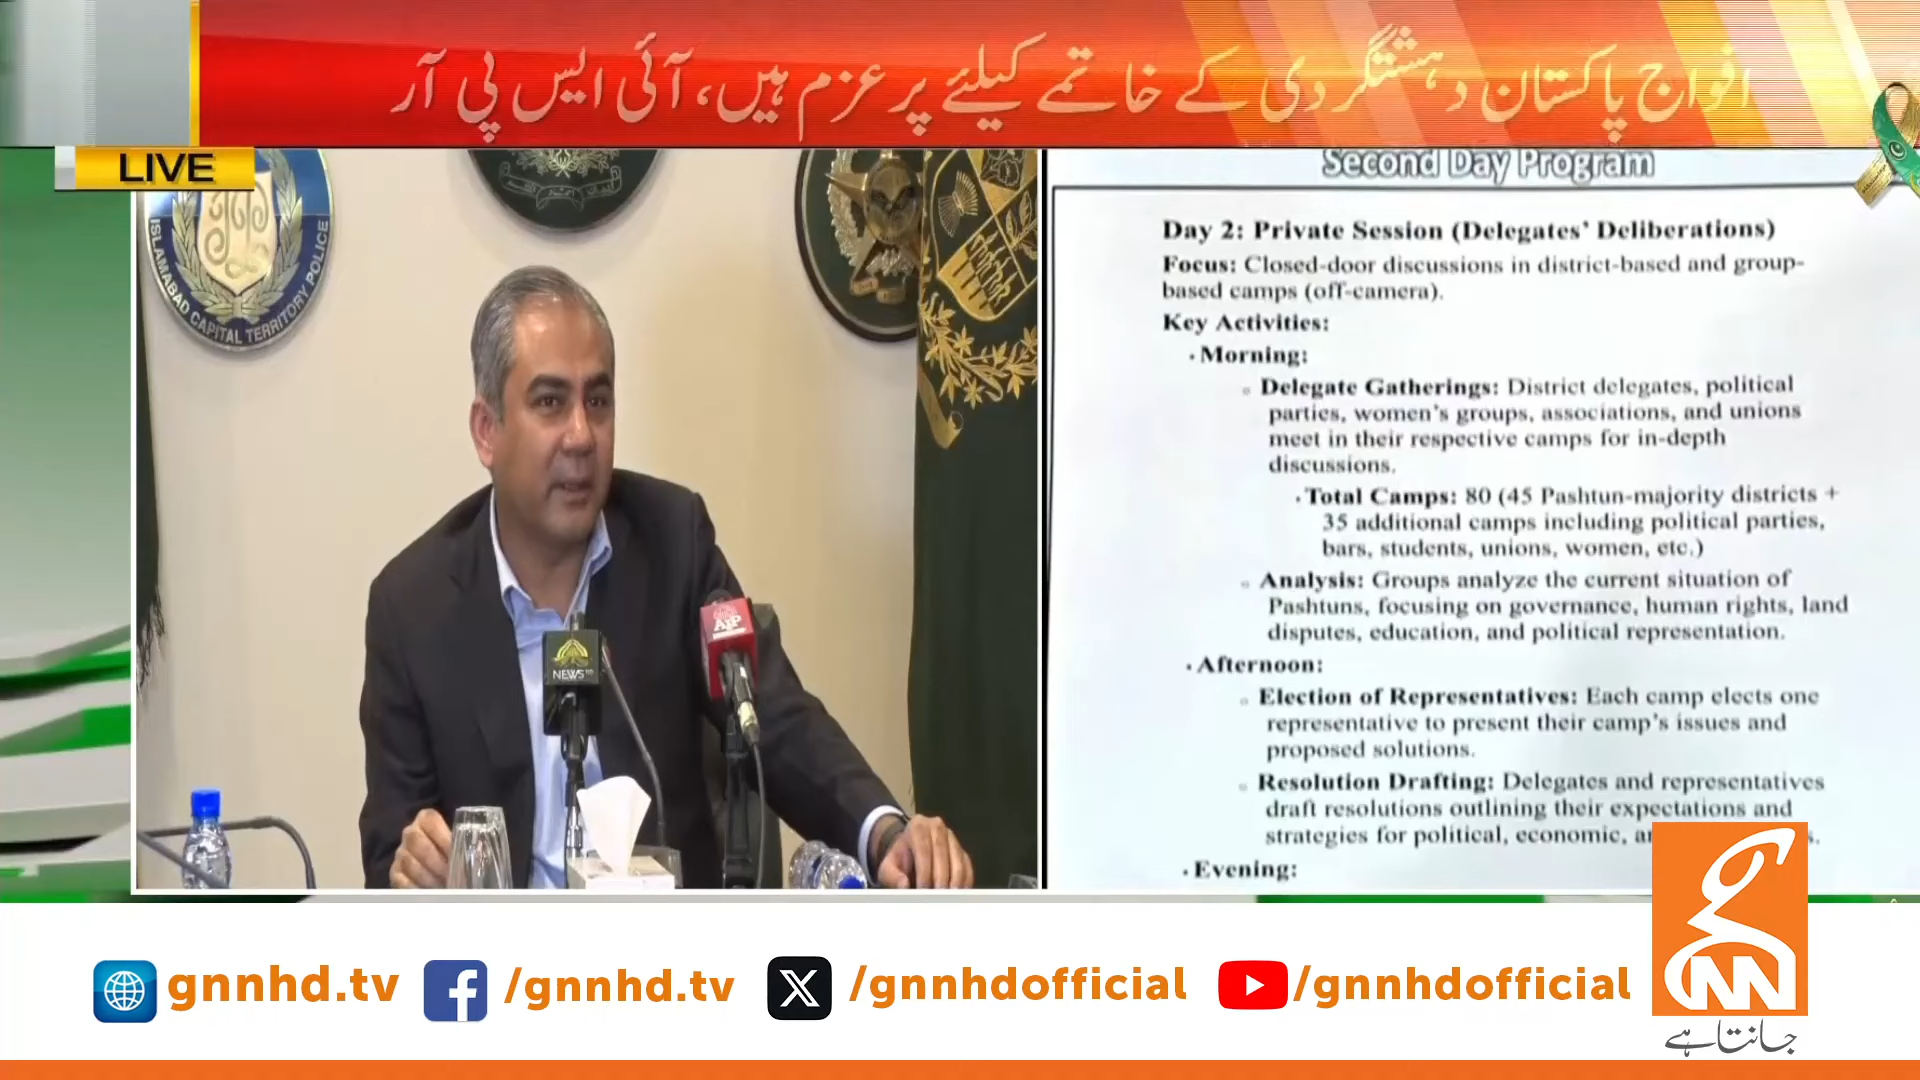 افواج پاکستان دہشتگردی کے خاتمے کیلئے پر عزم ہیں، آئی ایس پی آر
LIVE
ISLAMABAD CAPITAL TERRITORY POLICE
NEWS HD
AbP
Second Day Program
Day 2: Private Session (Delegates' Deliberations)
Focus: Closed-door discussions in district-based and group-
based camps (off-camera).
Key Activities:
• Morning:
Delegate Gatherings: District delegates, political
parties, women's groups, associations, and unions
meet in their respective camps for in-depth
discussions.
• Total Camps: 80 (45 Pashtun-majority districts +
35 additional camps including political parties,
bars, students, unions, women, etc.)
Analysis: Groups analyze the current situation of
Pashtuns, focusing on governance, human rights, land
disputes, education, and political representation.
• Afternoon:
Election of Representatives: Each camp elects one
representative to present their camp's issues and
proposed solutions.
Resolution Drafting: Delegates and representatives
draft resolutions outlining their expectations and
strategies for political, economic,
• Evening:
gnnhd.tv
/gnnhd.tv
/gnnhdofficial
/gnnhdofficial
GNN
جانتا ہے